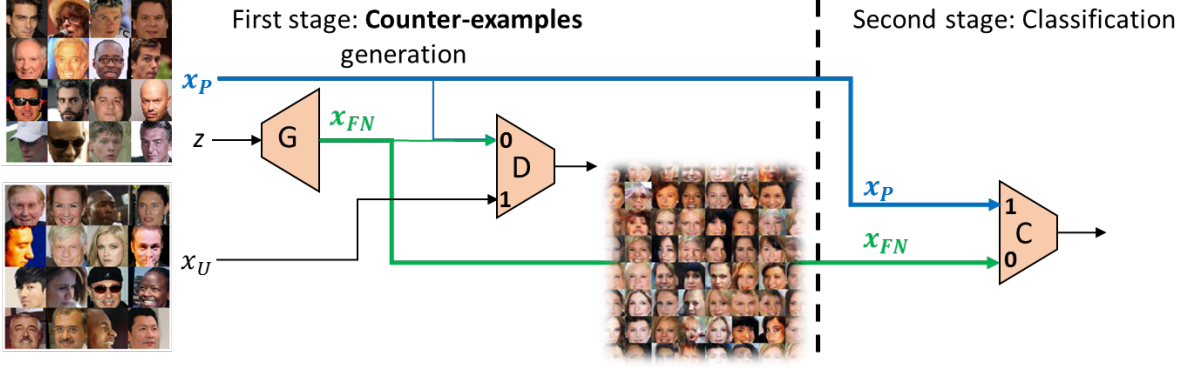 First stage: Counter-examples
generation
Second stage: Classification
x_P
z
G
x_FN
0
D
1
x_U
x_P
1
C
x_FN
0